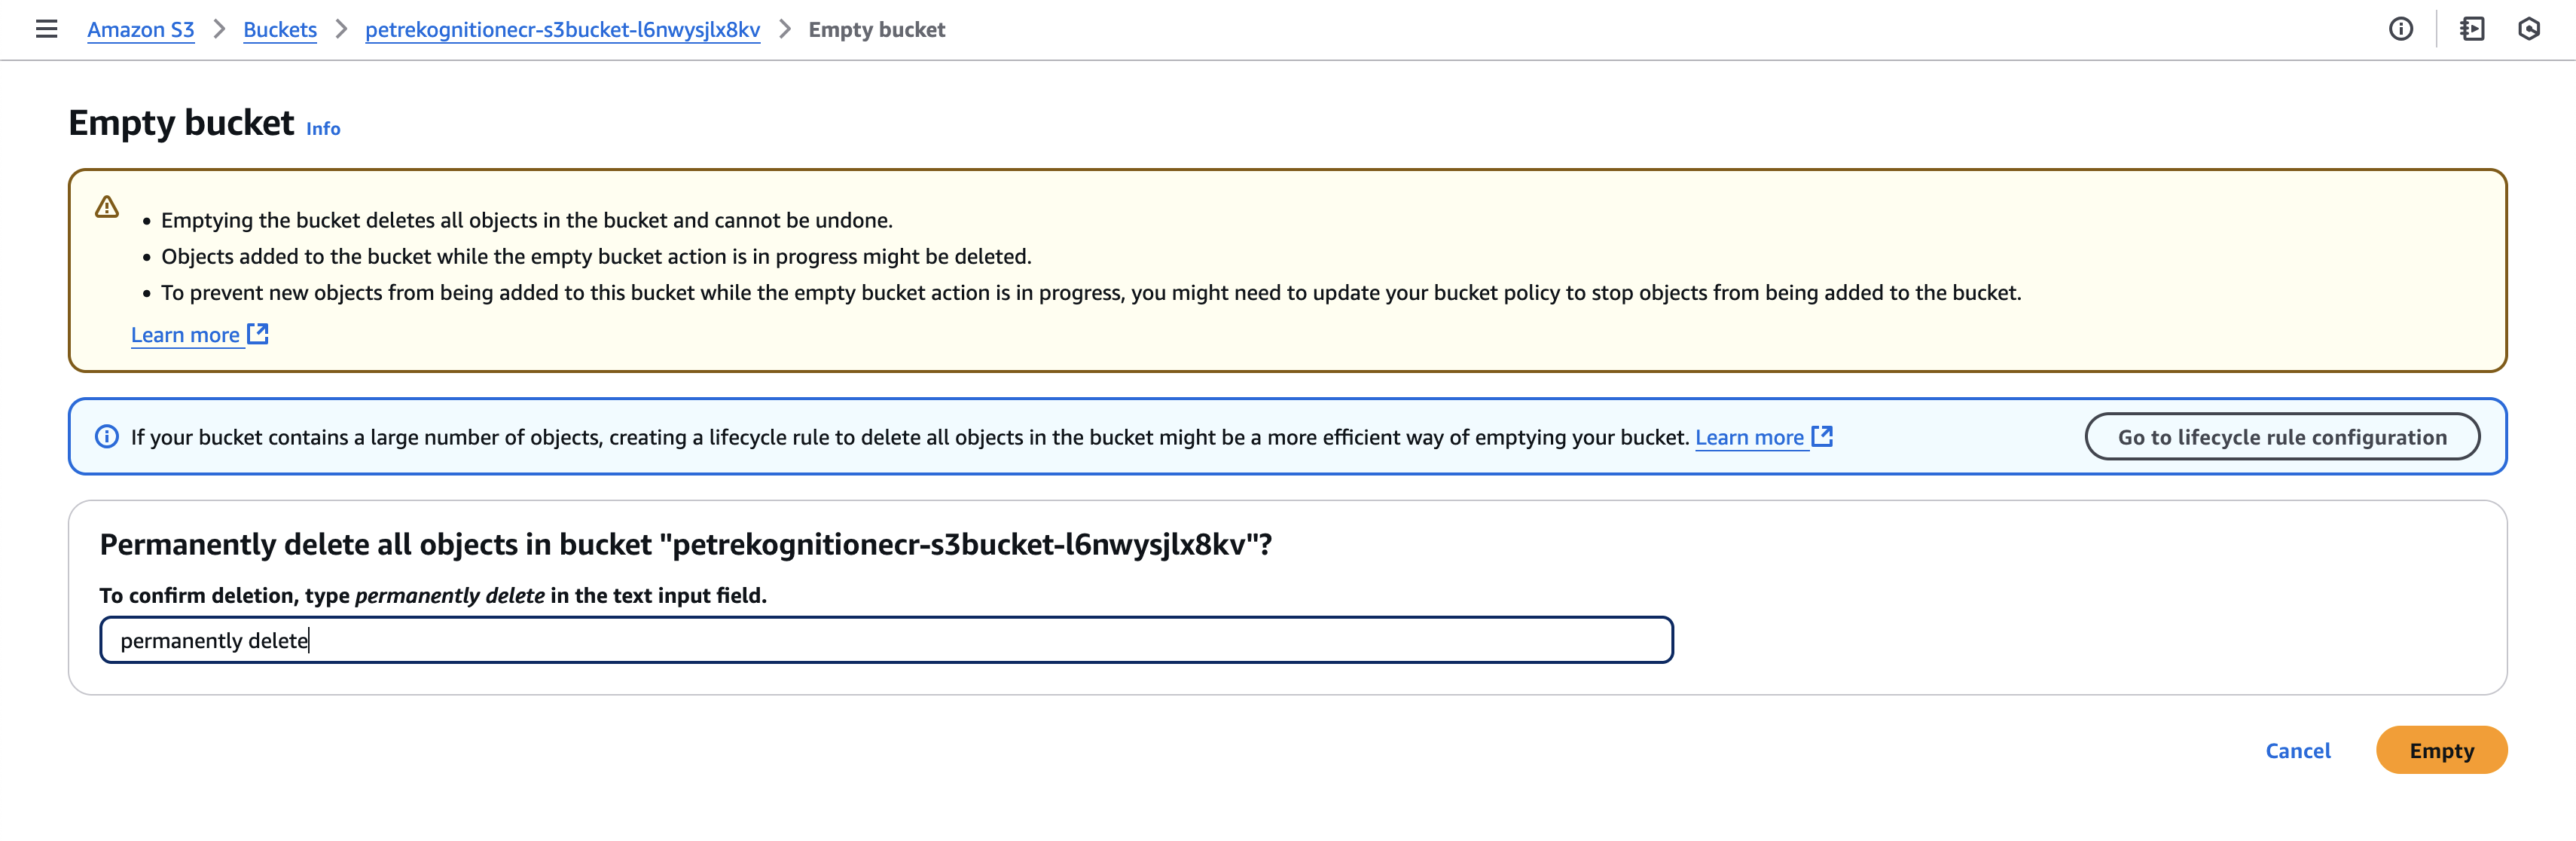 Amazon S3 > Buckets > petrekognitionecr-s3bucket-l6nwysjlx8kv > Empty bucket
Empty bucket Info
• Emptying the bucket deletes all objects in the bucket and cannot be undone.
• Objects added to the bucket while the empty bucket action is in progress might be deleted.
• To prevent new objects from being added to this bucket while the empty bucket action is in progress, you might need to update your bucket policy to stop objects from being added to the bucket.
Learn more
If your bucket contains a large number of objects, creating a lifecycle rule to delete all objects in the bucket might be a more efficient way of emptying your bucket. Learn more
Go to lifecycle rule configuration
Permanently delete all objects in bucket "petrekognitionecr-s3bucket-l6nwysjlx8kv"?
To confirm deletion, type permanently delete in the text input field.
permanently delete
Cancel Empty